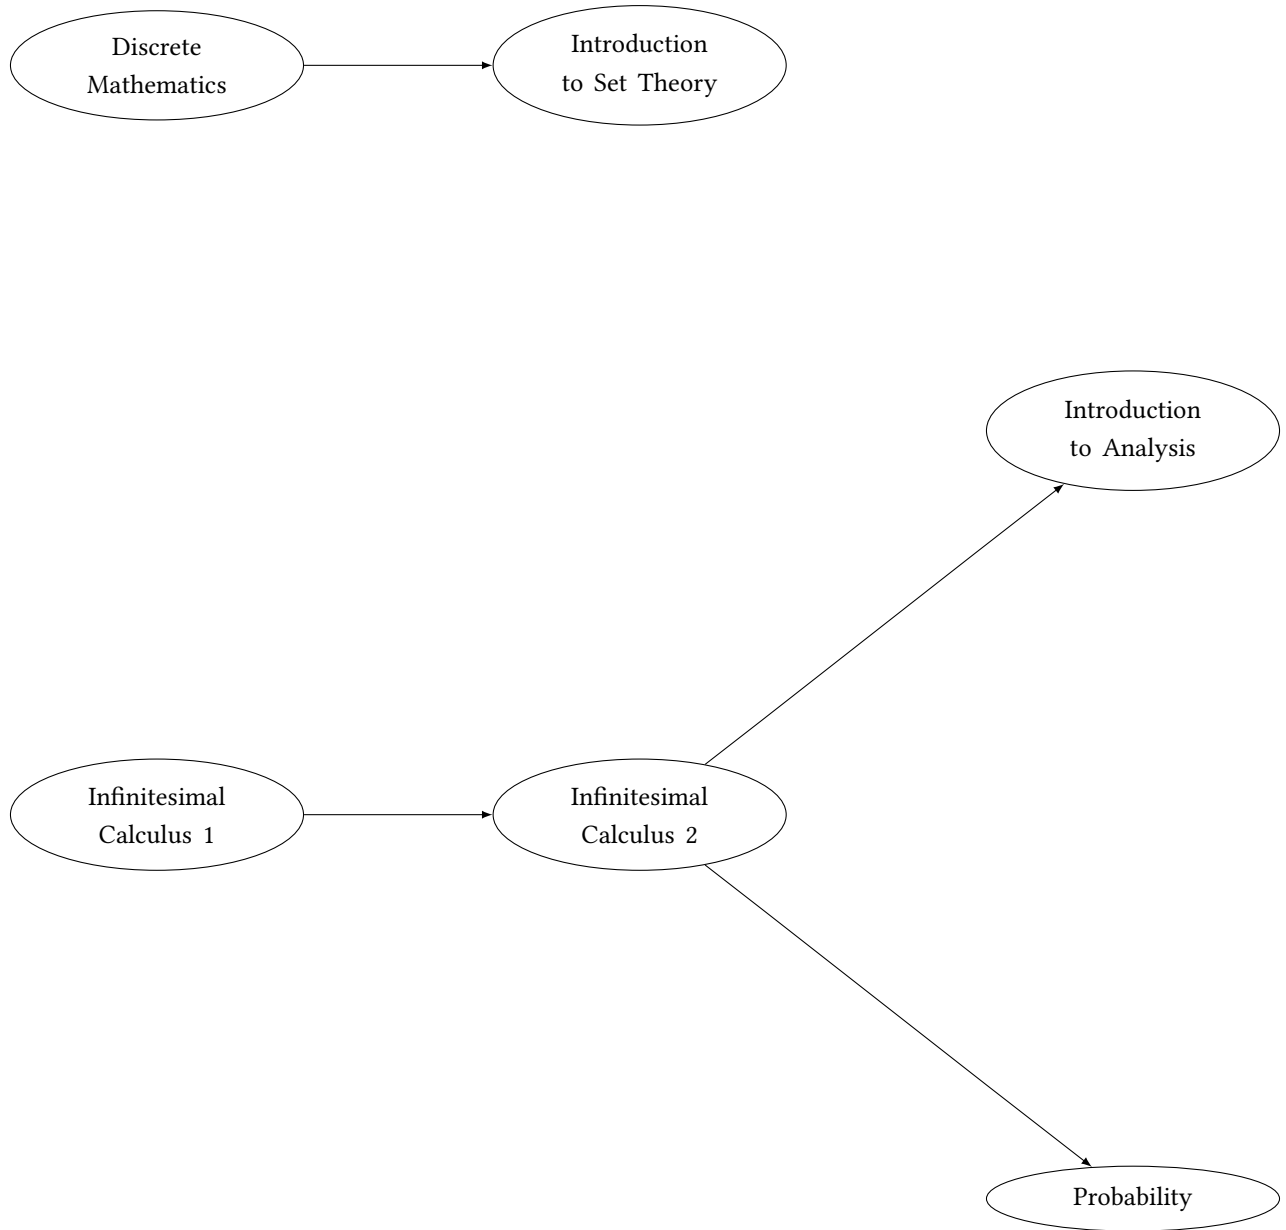 Discrete
Mathematics
Introduction
to Set Theory
Introduction
to Analysis
Infinitesimal
Calculus 1
Infinitesimal
Calculus 2
Probability